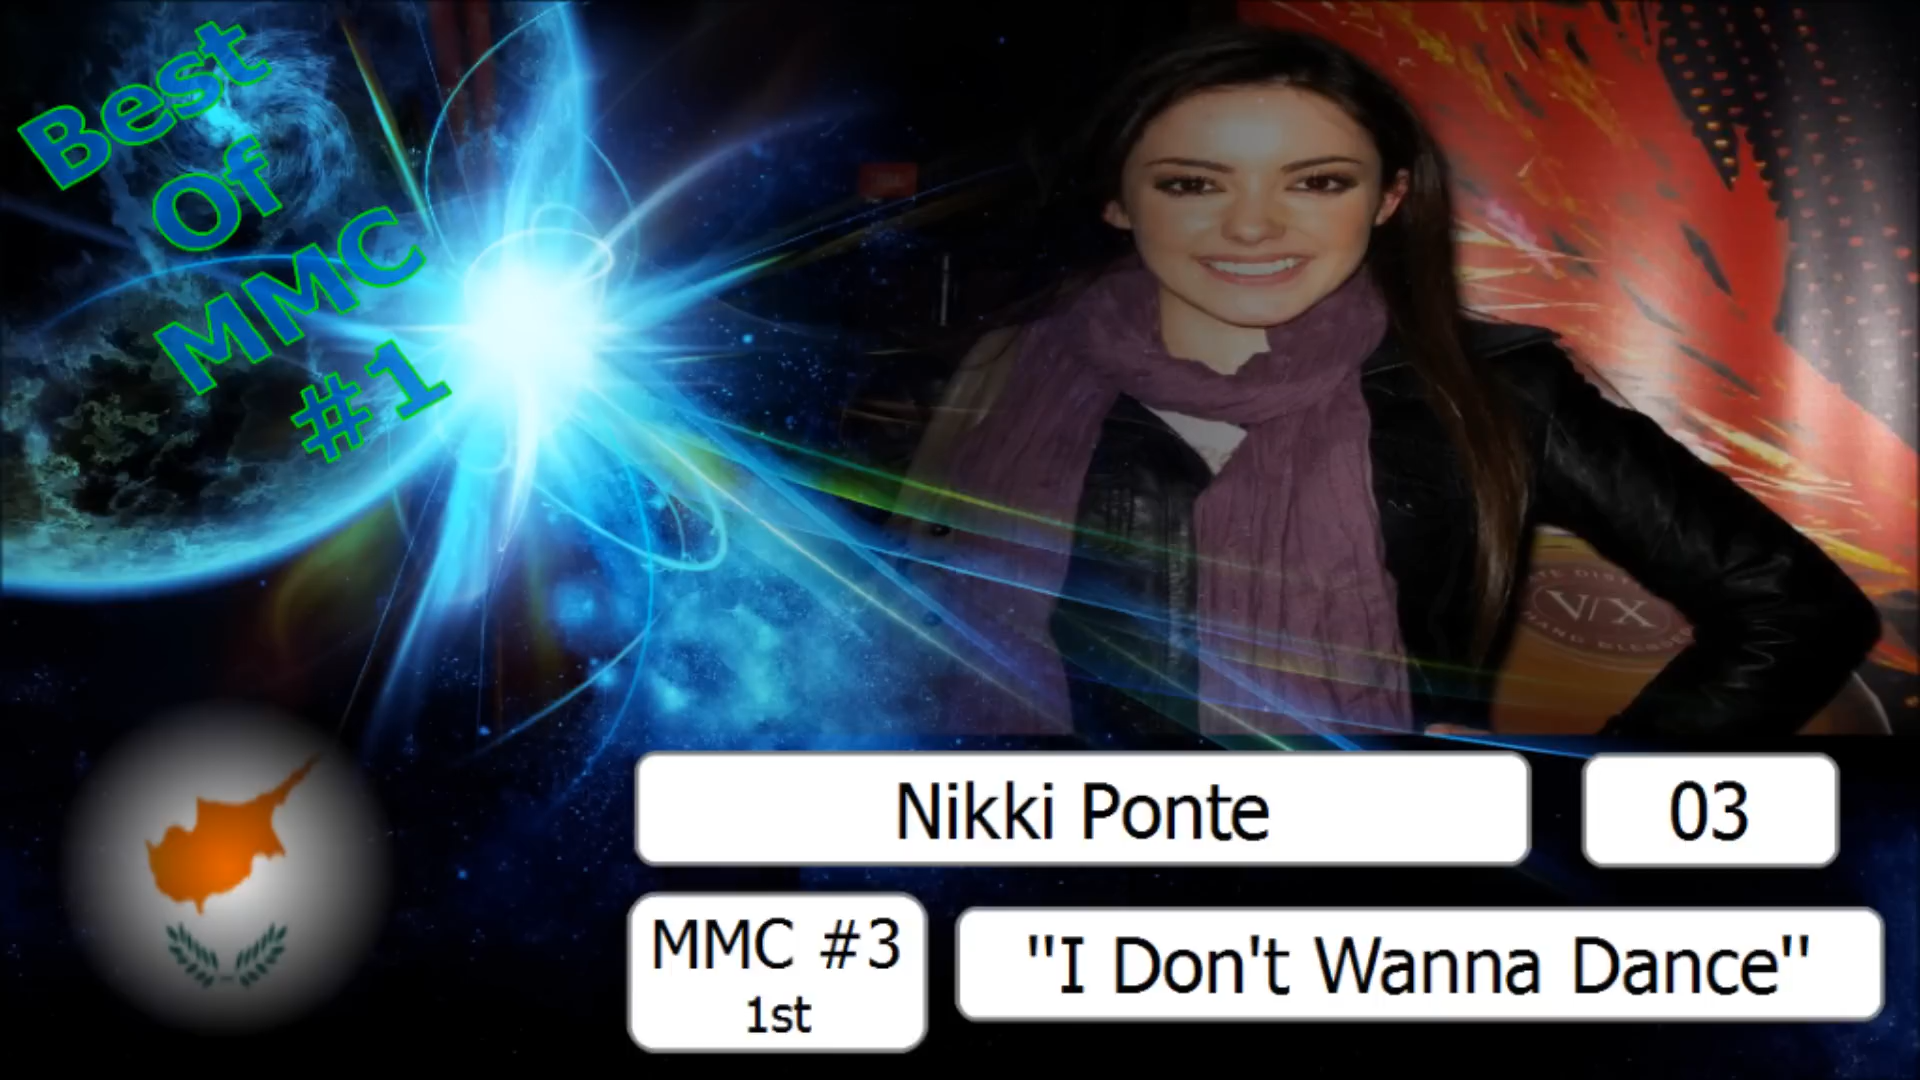 Best
Of
MMC
#1
V/X
Nikki Ponte
03
MMC #3
1st
"I Don't Wanna Dance"